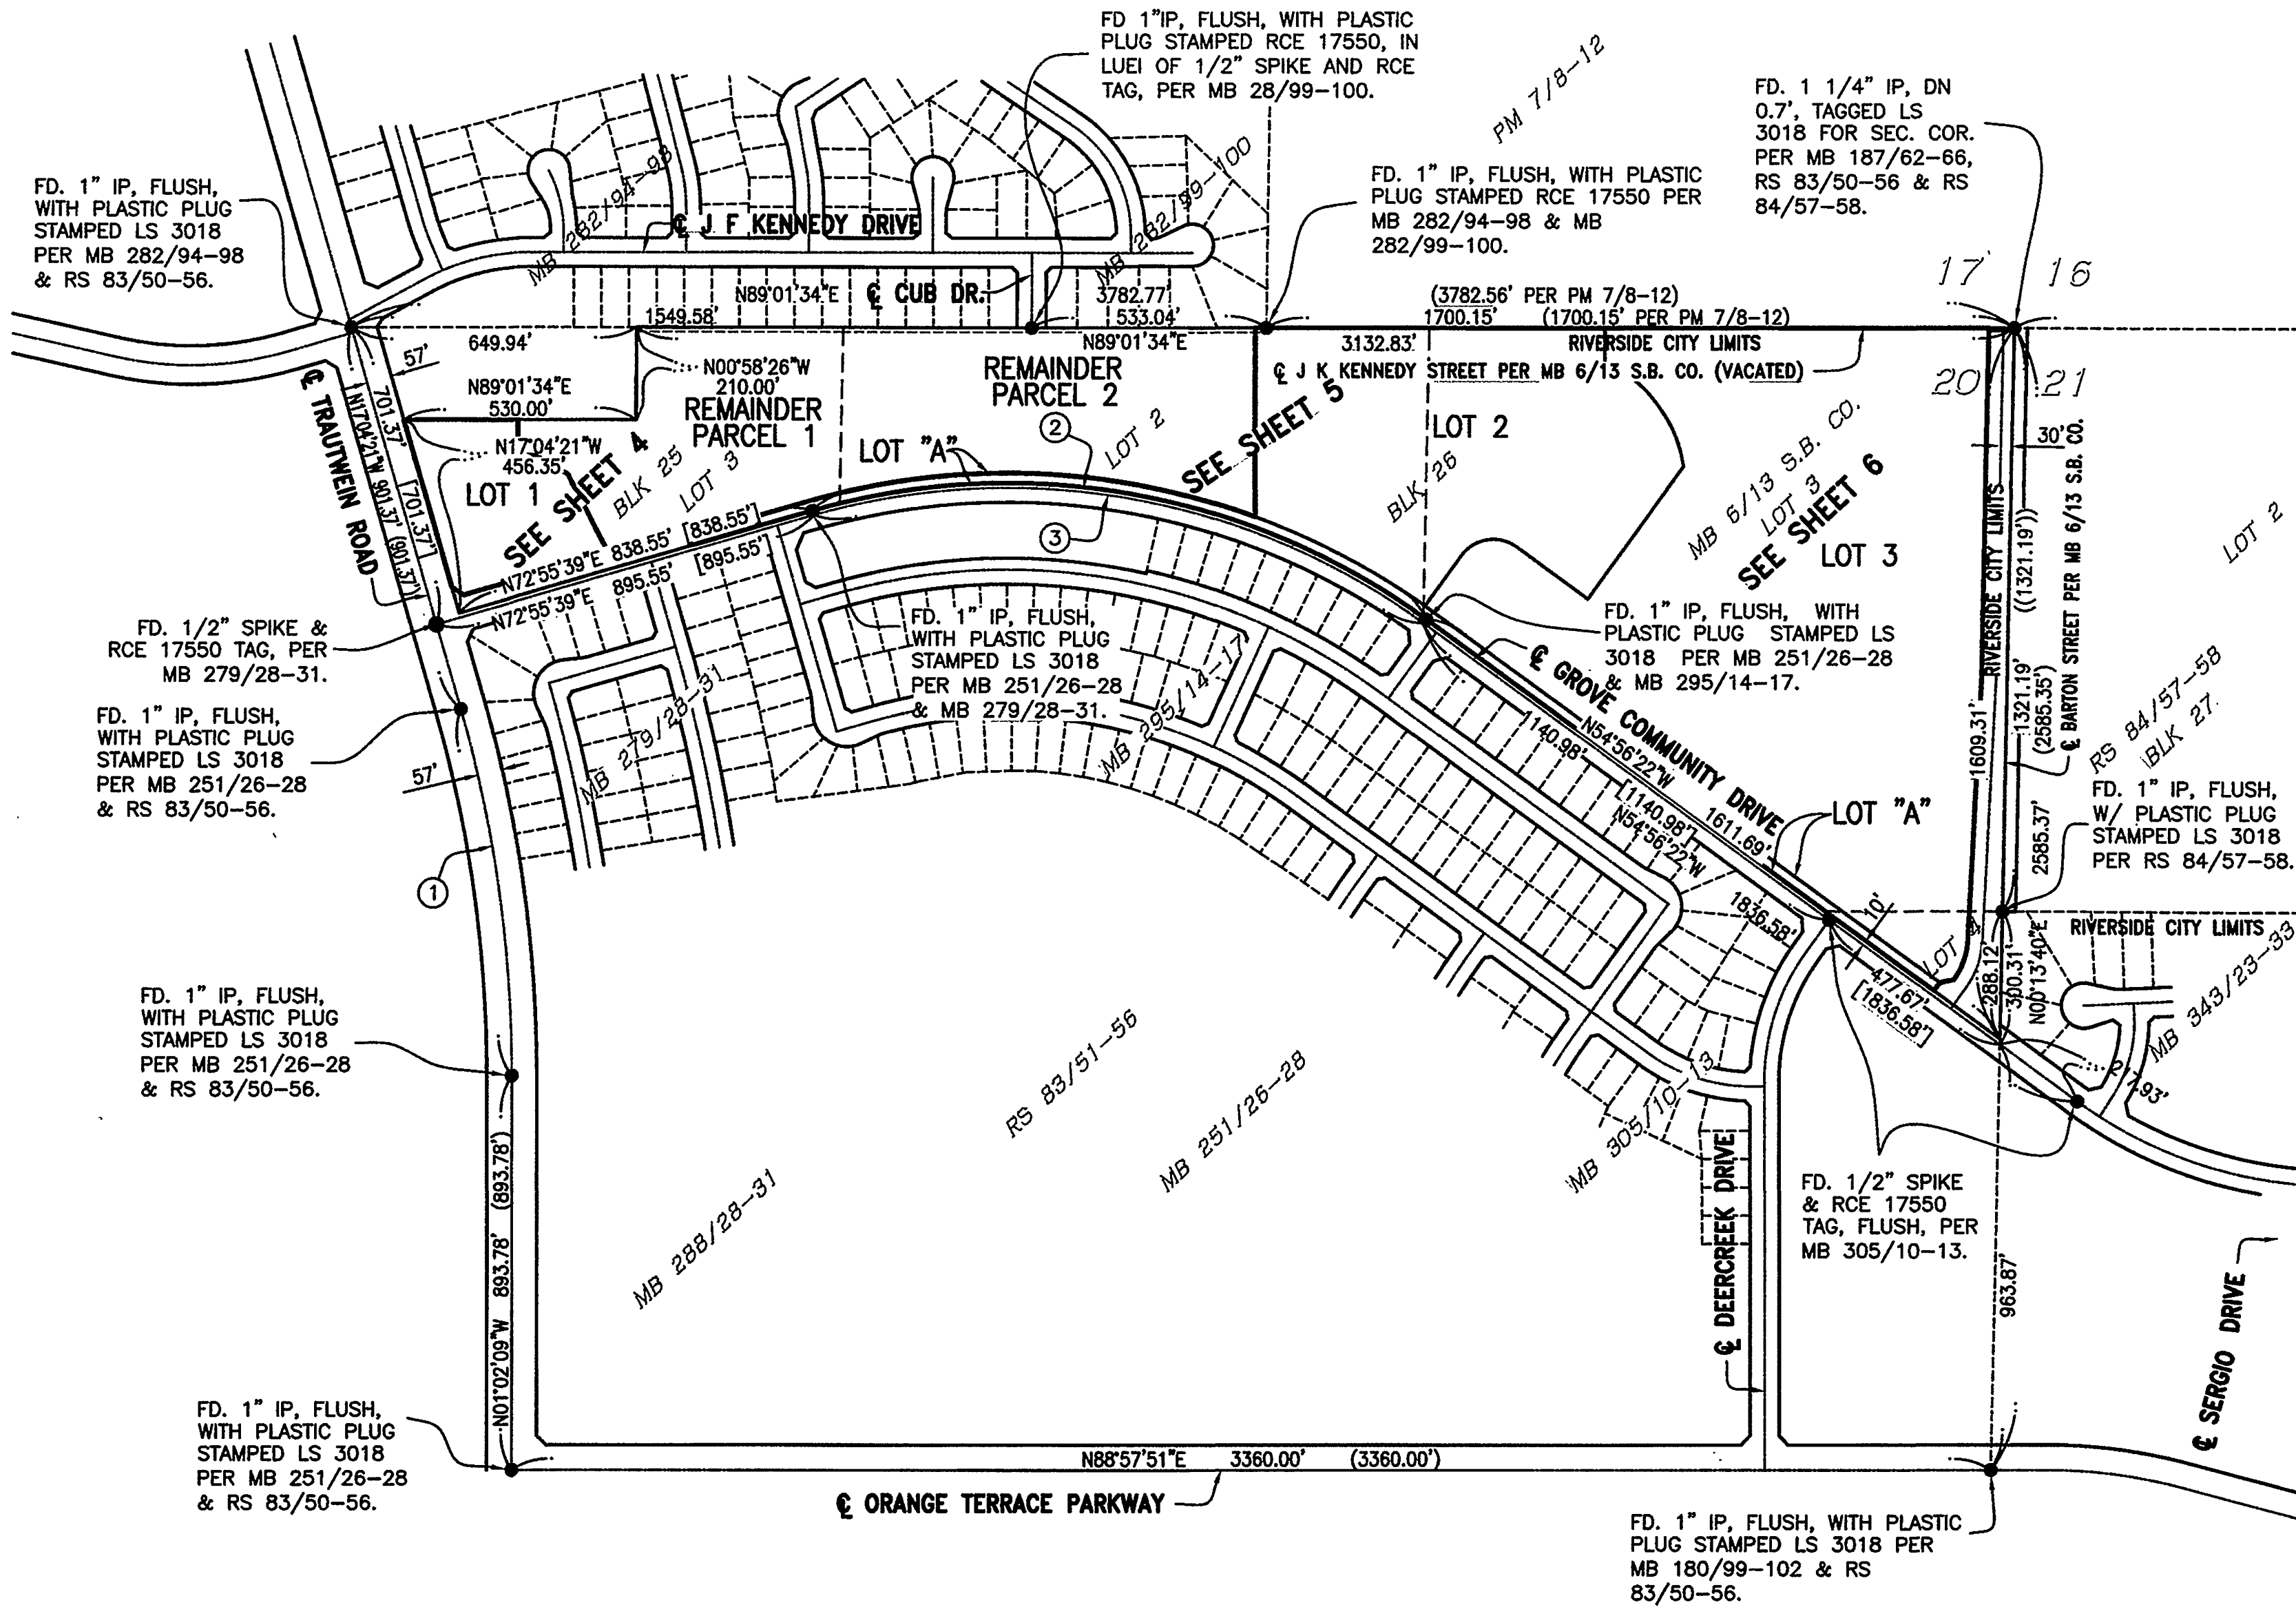 FD 1"IP, FLUSH, WITH PLASTIC
PLUG STAMPED RCE 17550, IN
LUEI OF 1/2" SPIKE AND RCE
TAG, PER MB 28/99-100.
PM 7/8-12
FD. 1 1/4" IP, DN
0.7', TAGGED LS
3018 FOR SEC. COR.
PER MB 187/62-66,
RS 83/50-56 & RS
84/57-58.
FD. 1" IP, FLUSH,
WITH PLASTIC PLUG
STAMPED LS 3018
PER MB 282/94-98
& RS 83/50-56.
FD. 1" IP, FLUSH, WITH PLASTIC
PLUG STAMPED RCE 17550 PER
MB 282/94-98 & MB
282/99-100.
MB 282/94-98
MB 282/99-100
℄ J F KENNEDY DRIVE
17 16
20 21
N89°01'34"E
℄ CUB DR.
3782.77'
(3782.56' PER PM 7/8-12)
1549.58'
533.04'
1700.15' (1700.15' PER PM 7/8-12)
649.94'
N89°01'34"E
3132.83'
RIVERSIDE CITY LIMITS
57'
℄ J K KENNEDY STREET PER MB 6/13 S.B. CO. (VACATED)
N00°58'26"W
210.00'
REMAINDER
PARCEL 2
N89°01'34"E
530.00'
REMAINDER
PARCEL 1
℄ TRAUTWEIN ROAD
701.37'
[701.37']
N17°04'21"W 901.37' (901.37')
N17°04'21"W
456.35'
LOT 1
SEE SHEET 4
BLK 25
LOT 3
LOT "A"
2
LOT 2
SEE SHEET 5
LOT 2
BLK 26
MB 6/13 S.B. CO.
LOT 3
SEE SHEET 6
LOT 3
30'
RIVERSIDE CITY LIMITS
((1321.19'))
1321.19'
(2585.35')
℄ BARTON STREET PER MB 6/13 S.B. CO.
LOT 2
3
N72°55'39"E 838.55' [838.55']
N72°55'39"E 895.55' [895.55']
FD. 1/2" SPIKE &
RCE 17550 TAG, PER
MB 279/28-31.
FD. 1" IP, FLUSH,
WITH PLASTIC PLUG
STAMPED LS 3018
PER MB 251/26-28
& MB 279/28-31.
FD. 1" IP, FLUSH, WITH
PLASTIC PLUG STAMPED LS
3018 PER MB 251/26-28
& MB 295/14-17.
FD. 1" IP, FLUSH,
WITH PLASTIC PLUG
STAMPED LS 3018
PER MB 251/26-28
& RS 83/50-56.
57'
MB 279/28-31
MB 295/14-17
℄ GROVE COMMUNITY DRIVE
N54°56'22"W
1140.98'
[1140.98']
1611.69'
N54°56'22"W
1609.31'
RS 84/57-58
BLK 27
LOT "A"
2585.37'
FD. 1" IP, FLUSH,
W/ PLASTIC PLUG
STAMPED LS 3018
PER RS 84/57-58.
1
1836.58'
10'
RIVERSIDE CITY LIMITS
477.67'
[1836.58']
288.12'
300.31'
N00°13'40"E
MB 343/23-33
217.93'
FD. 1" IP, FLUSH,
WITH PLASTIC PLUG
STAMPED LS 3018
PER MB 251/26-28
& RS 83/50-56.
RS 83/51-56
MB 251/26-28
MB 305/10-13
MB 288/28-31
N01°02'09"W 893.78' (893.78')
℄ DEERCREEK DRIVE
FD. 1/2" SPIKE
& RCE 17550
TAG, FLUSH, PER
MB 305/10-13.
963.87'
℄ SERGIO DRIVE
FD. 1" IP, FLUSH,
WITH PLASTIC PLUG
STAMPED LS 3018
PER MB 251/26-28
& RS 83/50-56.
N88°57'51"E 3360.00' (3360.00')
℄ ORANGE TERRACE PARKWAY
FD. 1" IP, FLUSH, WITH PLASTIC
PLUG STAMPED LS 3018 PER
MB 180/99-102 & RS
83/50-56.